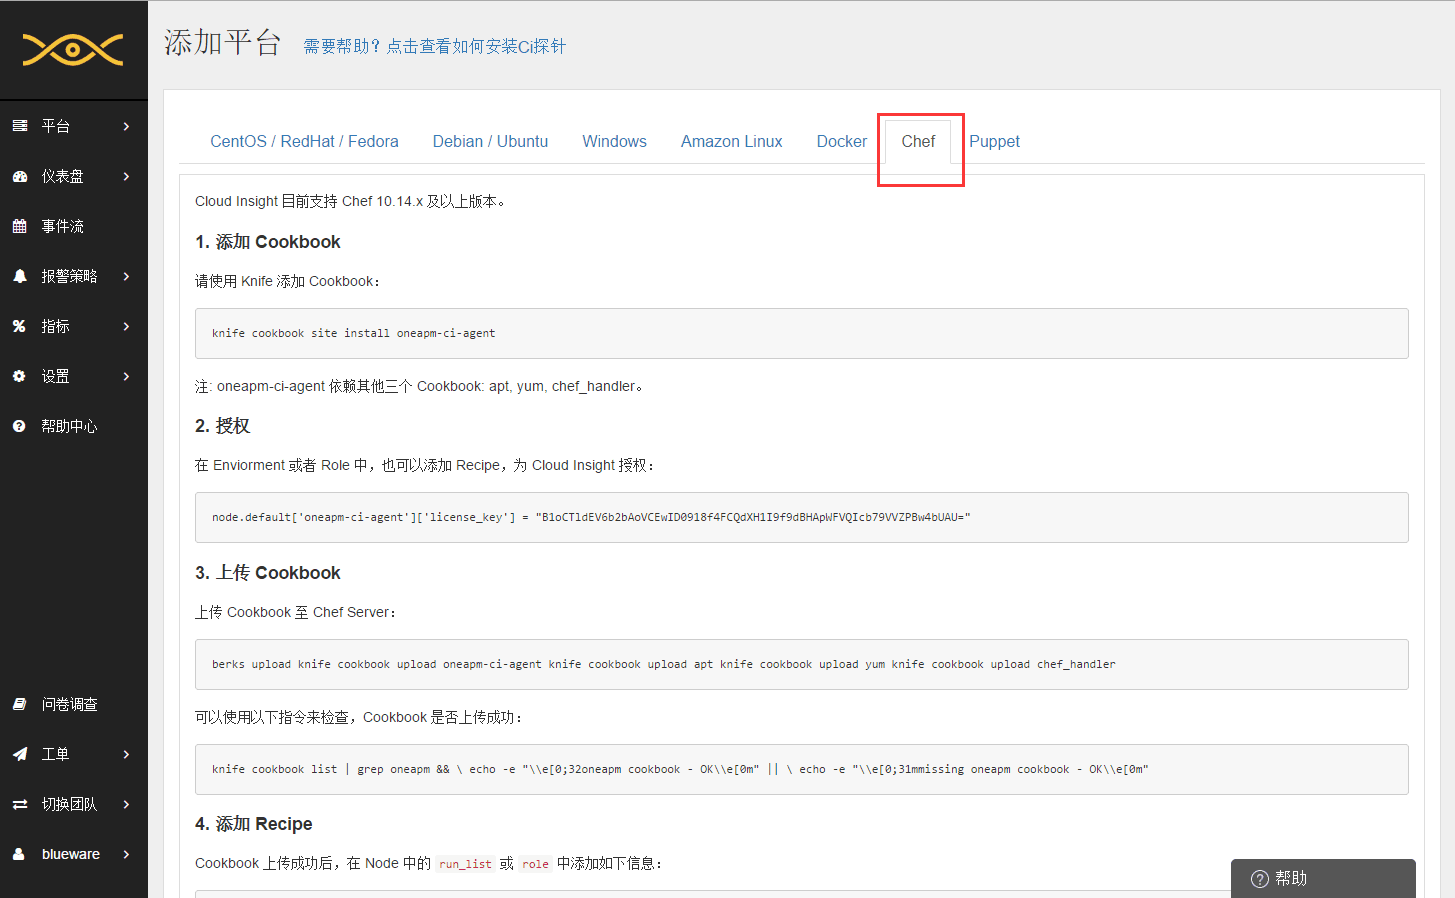 添加平台 需要帮助？点击查看如何安装Ci探针
平台
仪表盘
事件流
报警策略
指标
设置
帮助中心
问卷调查
工单
切换团队
blueware
CentOS / RedHat / Fedora Debian / Ubuntu Windows Amazon Linux Docker Chef Puppet
Cloud Insight 目前支持 Chef 10.14.x 及以上版本。
1. 添加 Cookbook
请使用 Knife 添加 Cookbook：
knife cookbook site install oneapm-ci-agent
注: oneapm-ci-agent 依赖其他三个 Cookbook: apt, yum, chef_handler。
2. 授权
在 Enviorment 或者 Role 中，也可以添加 Recipe，为 Cloud Insight 授权：
node.default['oneapm-ci-agent']['license_key'] = "B1oCTldEV6b2bAoVCEwID0918f4FCQdXH1I9f9dBHApWFVQIcb79VVZPBw4bUAU="
3. 上传 Cookbook
上传 Cookbook 至 Chef Server：
berks upload knife cookbook upload oneapm-ci-agent knife cookbook upload apt knife cookbook upload yum knife cookbook upload chef_handler
可以使用以下指令来检查，Cookbook 是否上传成功：
knife cookbook list | grep oneapm && \ echo -e "\\e[0;32oneapm cookbook - OK\\e[0m" || \ echo -e "\\e[0;31mmissing oneapm cookbook - OK\\e[0m"
4. 添加 Recipe
Cookbook 上传成功后，在 Node 中的 run_list 或 role 中添加如下信息：
帮助